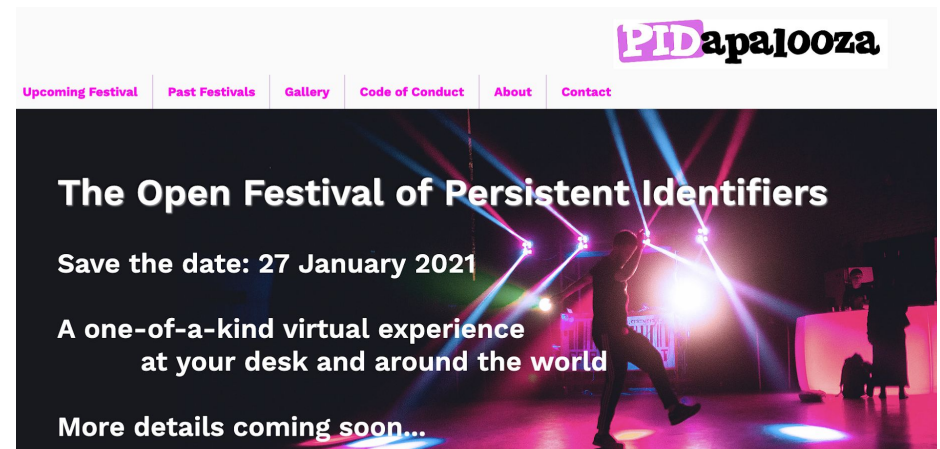 PIDapalooza
Upcoming Festival
Past Festivals
Gallery
Code of Conduct
About
Contact
The Open Festival of Persistent Identifiers
Save the date: 27 January 2021
A one-of-a-kind virtual experience
at your desk and around the world
More details coming soon...